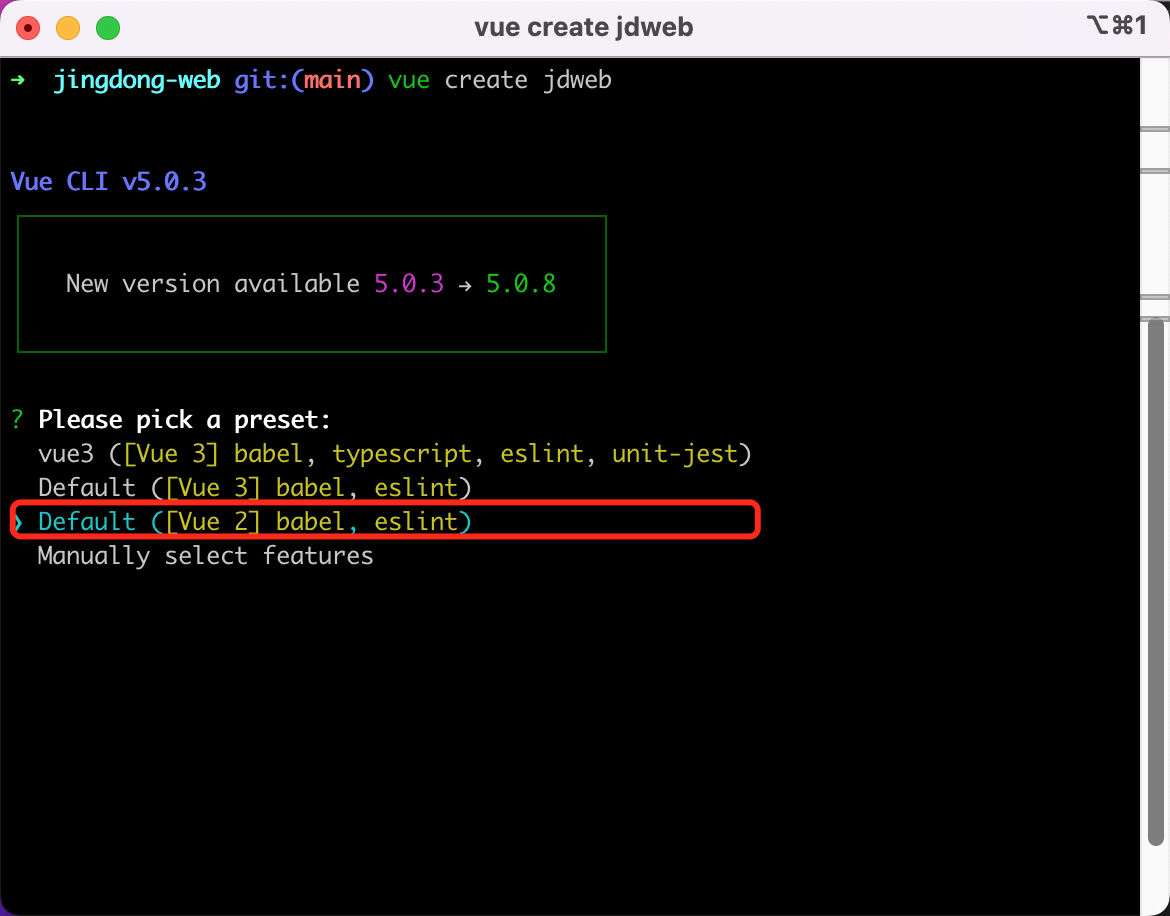 vue create jdweb
⌥⌘1
➜ jingdong-web git:(main) vue create jdweb
Vue CLI v5.0.3
New version available 5.0.3 → 5.0.8
? Please pick a preset:
vue3 ([Vue 3] babel, typescript, eslint, unit-jest)
Default ([Vue 3] babel, eslint)
❯ Default ([Vue 2] babel, eslint)
Manually select features